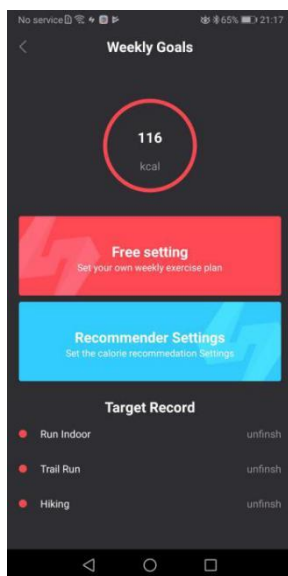 No service 65% 21:17
Weekly Goals
116
kcal
Free setting
Set your own weekly exercise plan
Recommender Settings
Set the calorie recommedation Settings
Target Record
Run Indoor unfinsh
Trail Run unfinsh
Hiking unfinsh